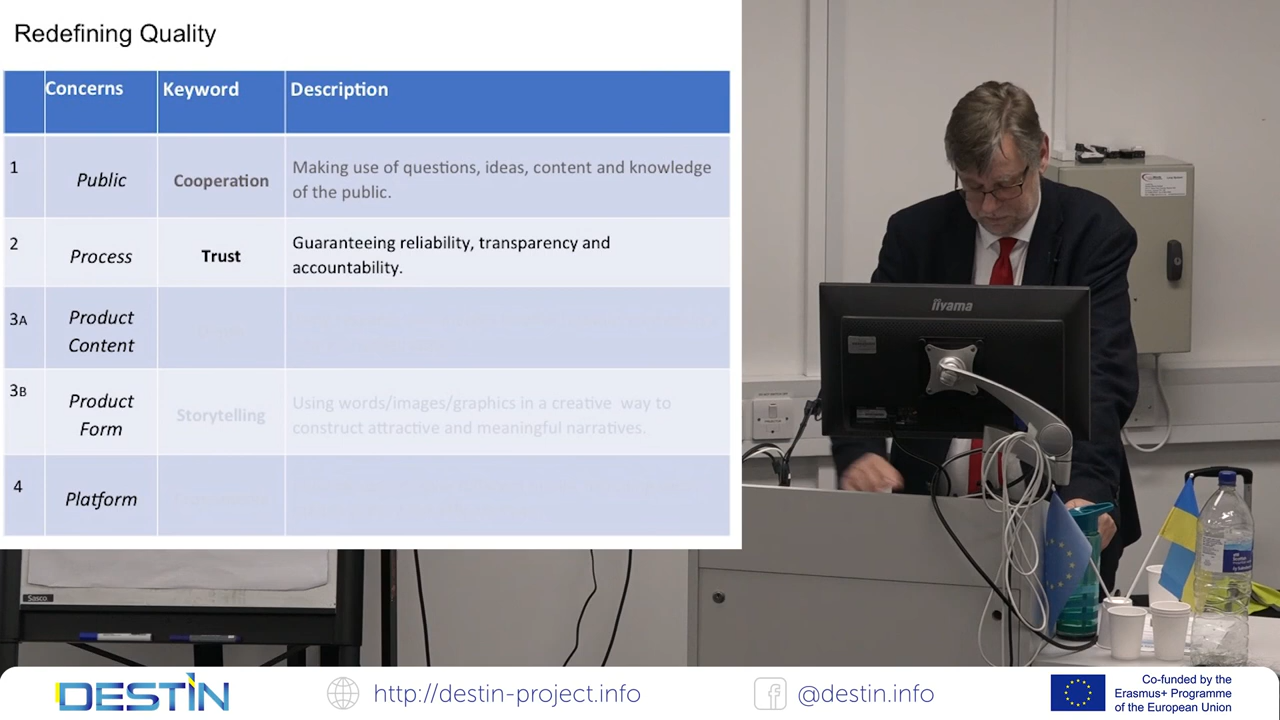 Redefining Quality
Concerns Keyword Description
1 Public Cooperation Making use of questions, ideas, content and knowledge
of the public.
2 Process Trust Guaranteeing reliability, transparency and
accountability.
3A Product
Content
3B Product
Form
Storytelling Using words/images/graphics in a creative way to
construct attractive and meaningful narratives.
4 Platform
iiyama
Sasco.
DESTIN
http://destin-project.info
@destin.info
Co-funded by the
Erasmus+ Programme
of the European Union